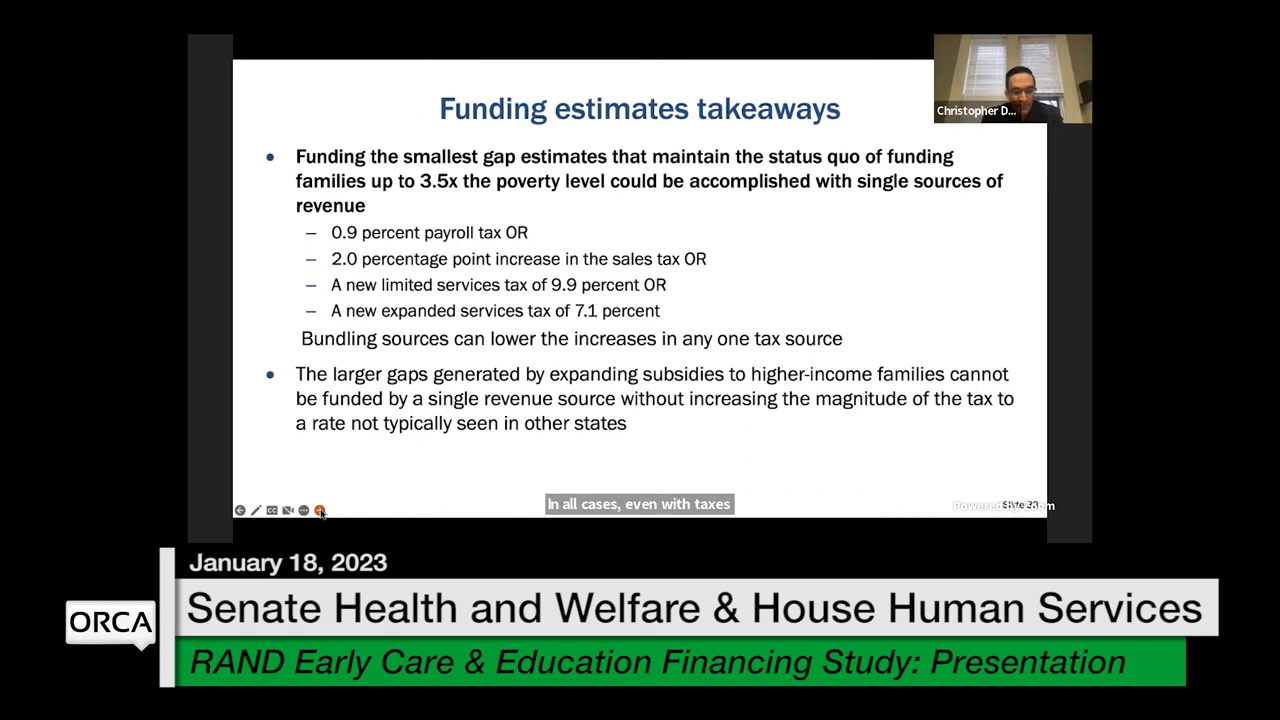 Funding estimates takeaways
Christopher D...
• Funding the smallest gap estimates that maintain the status quo of funding
families up to 3.5x the poverty level could be accomplished with single sources of
revenue
– 0.9 percent payroll tax OR
– 2.0 percentage point increase in the sales tax OR
– A new limited services tax of 9.9 percent OR
– A new expanded services tax of 7.1 percent
Bundling sources can lower the increases in any one tax source
• The larger gaps generated by expanding subsidies to higher-income families cannot
be funded by a single revenue source without increasing the magnitude of the tax to
a rate not typically seen in other states
In all cases, even with taxes
Powered by Zoom
January 18, 2023
Senate Health and Welfare & House Human Services
ORCA
RAND Early Care & Education Financing Study: Presentation